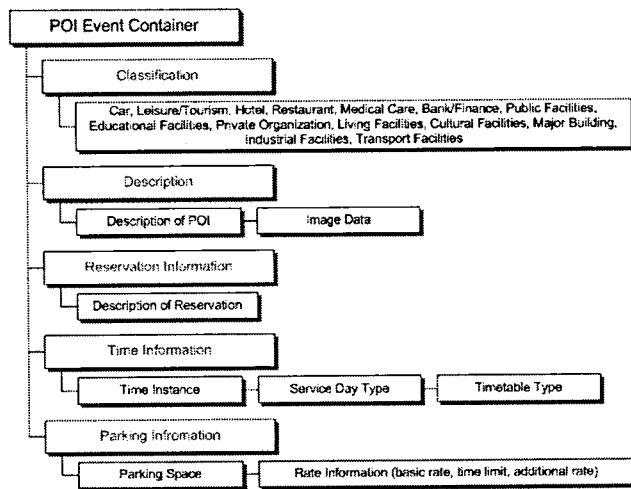 POI Event Container
Classification
Car, Leisure/Tourism, Hotel, Restaurant, Medical Care, Bank/Finance, Public Facilities,
Educational Facilities, Private Organization, Living Facilities, Cultural Facilities, Major Building,
Industrial Facilities, Transport Facilities
Description
Description of POI
Image Data
Reservation Information
Description of Reservation
Time Information
Time Instance
Service Day Type
Timetable Type
Parking Infromation
Parking Space
Rate Information (basic rate, time limit, additional rate)